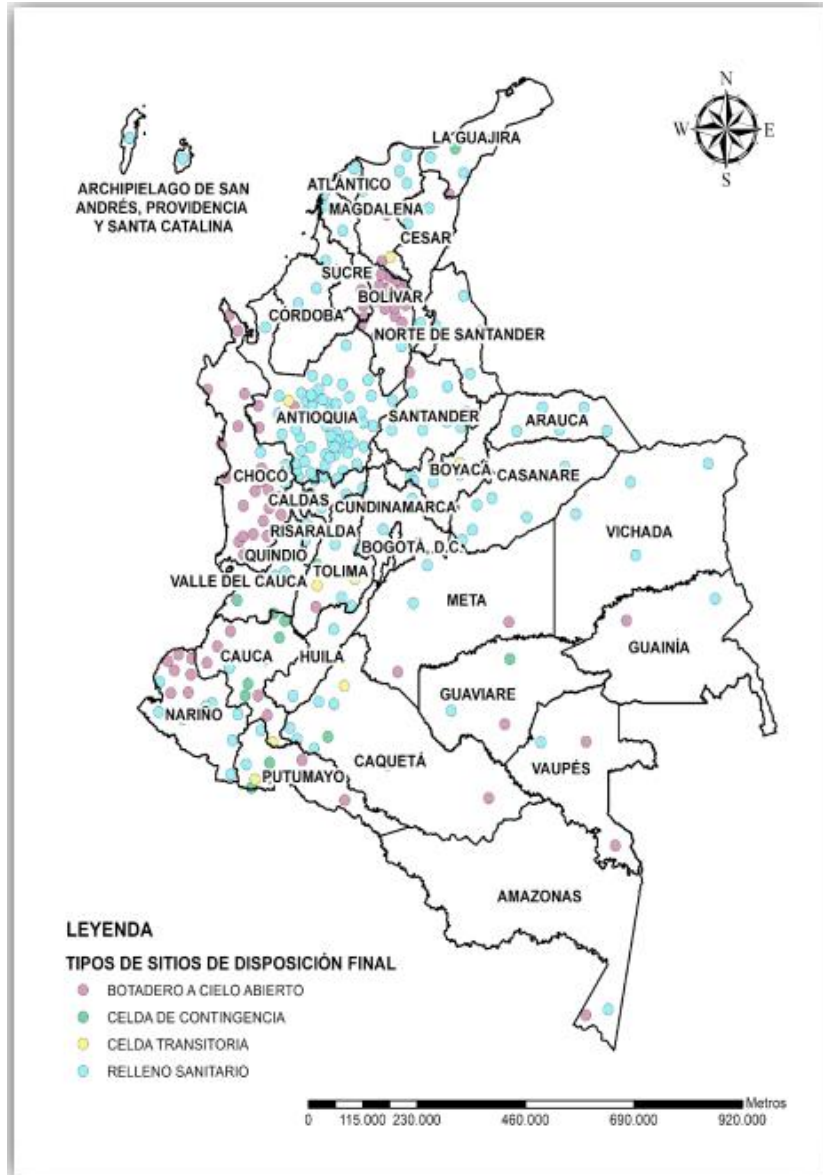 N
W E
S
LA GUAJIRA
ARCHIPIELAGO DE SAN
ANDRÉS, PROVIDENCIA
Y SANTA CATALINA
ATLÁNTICO
MAGDALENA
CESAR
SUCRE
BOLÍVAR
CÓRDOBA
NORTE DE SANTANDER
ANTIOQUIA
SANTANDER
ARAUCA
CHOCÓ
BOYACÁ
CASANARE
CALDAS
CUNDINAMARCA
RISARALDA
VICHADA
BOGOTÁ, D.C.
QUINDIO
TOLIMA
VALLE DEL CAUCA
META
GUAINÍA
CAUCA
HUILA
GUAVIARE
NARIÑO
CAQUETÁ
VAUPÉS
PUTUMAYO
AMAZONAS
LEYENDA
TIPOS DE SITIOS DE DISPOSICIÓN FINAL
BOTADERO A CIELO ABIERTO
CELDA DE CONTINGENCIA
CELDA TRANSITORIA
RELLENO SANITARIO
Metros
0 115.000 230.000 460.000 690.000 920.000